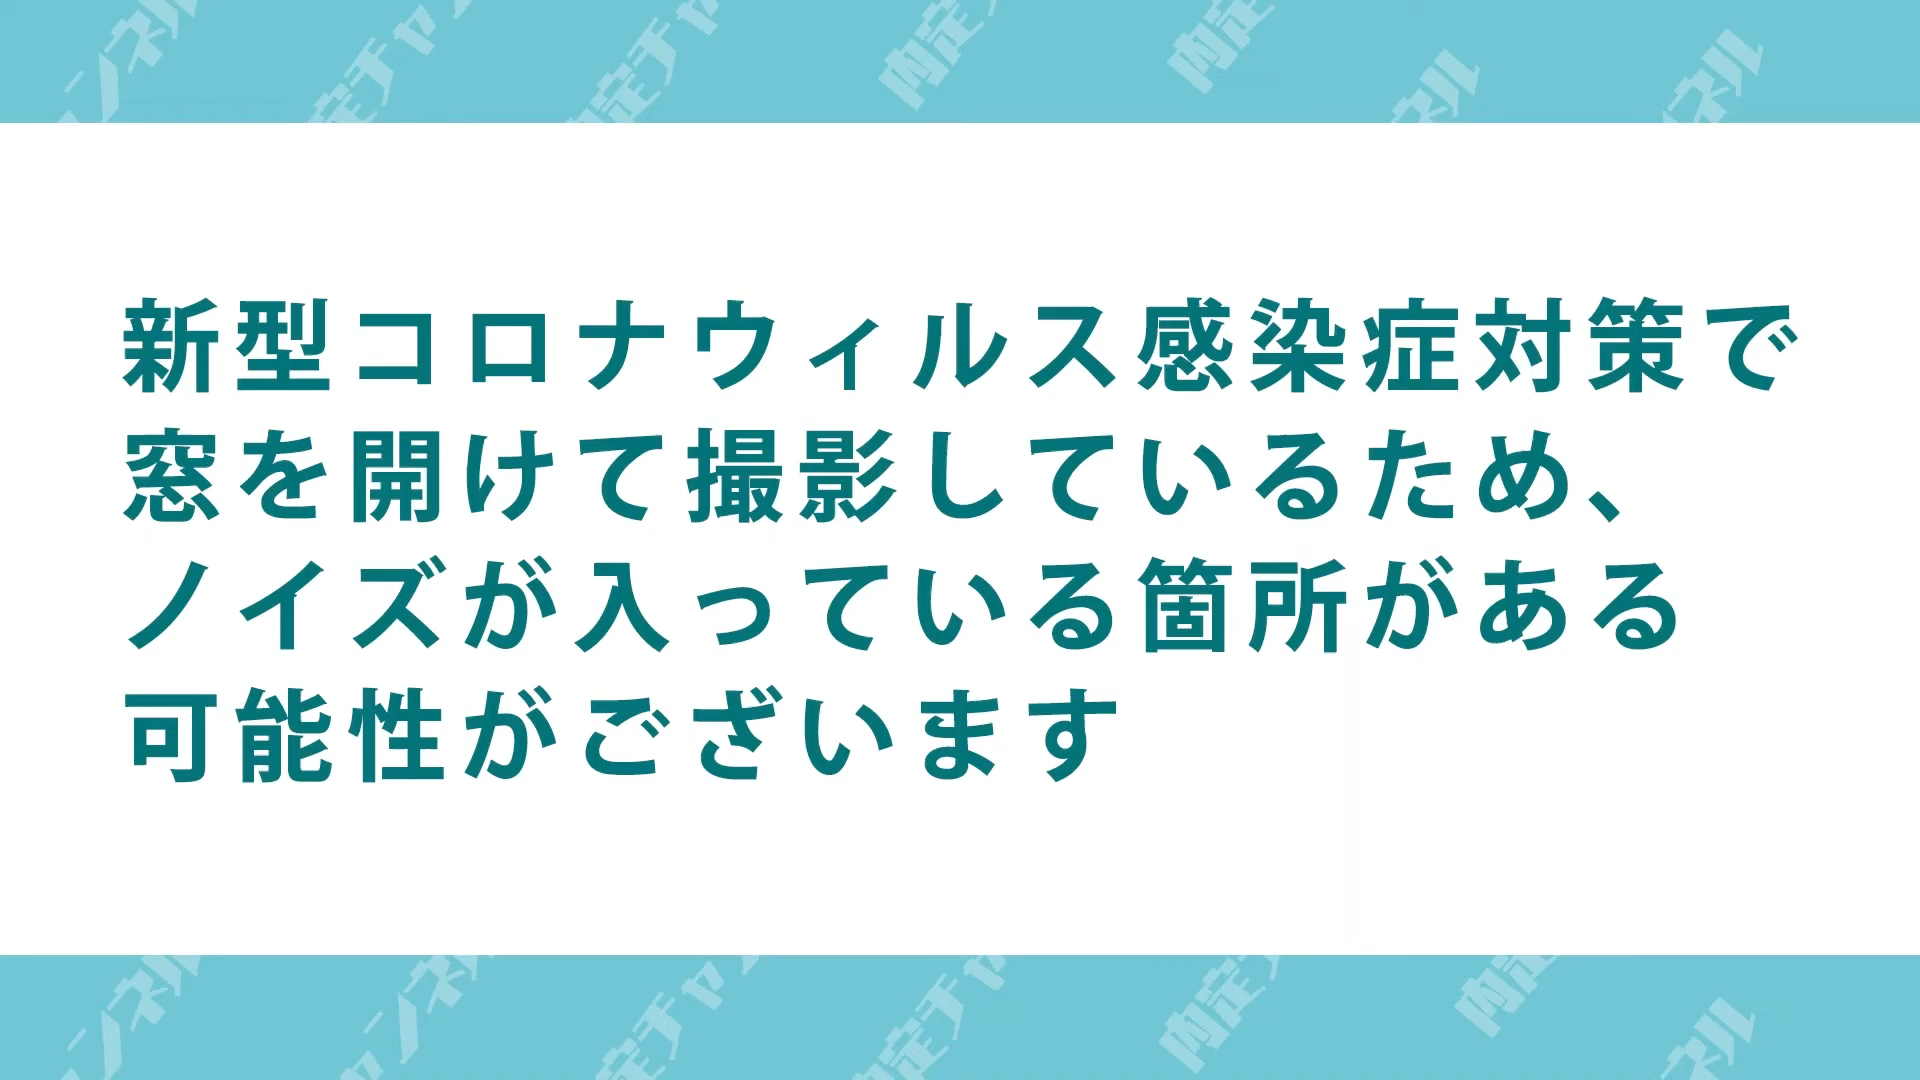 新型コロナウィルス感染症対策で
窓を開けて撮影しているため、
ノイズが入っている箇所がある
可能性がございます